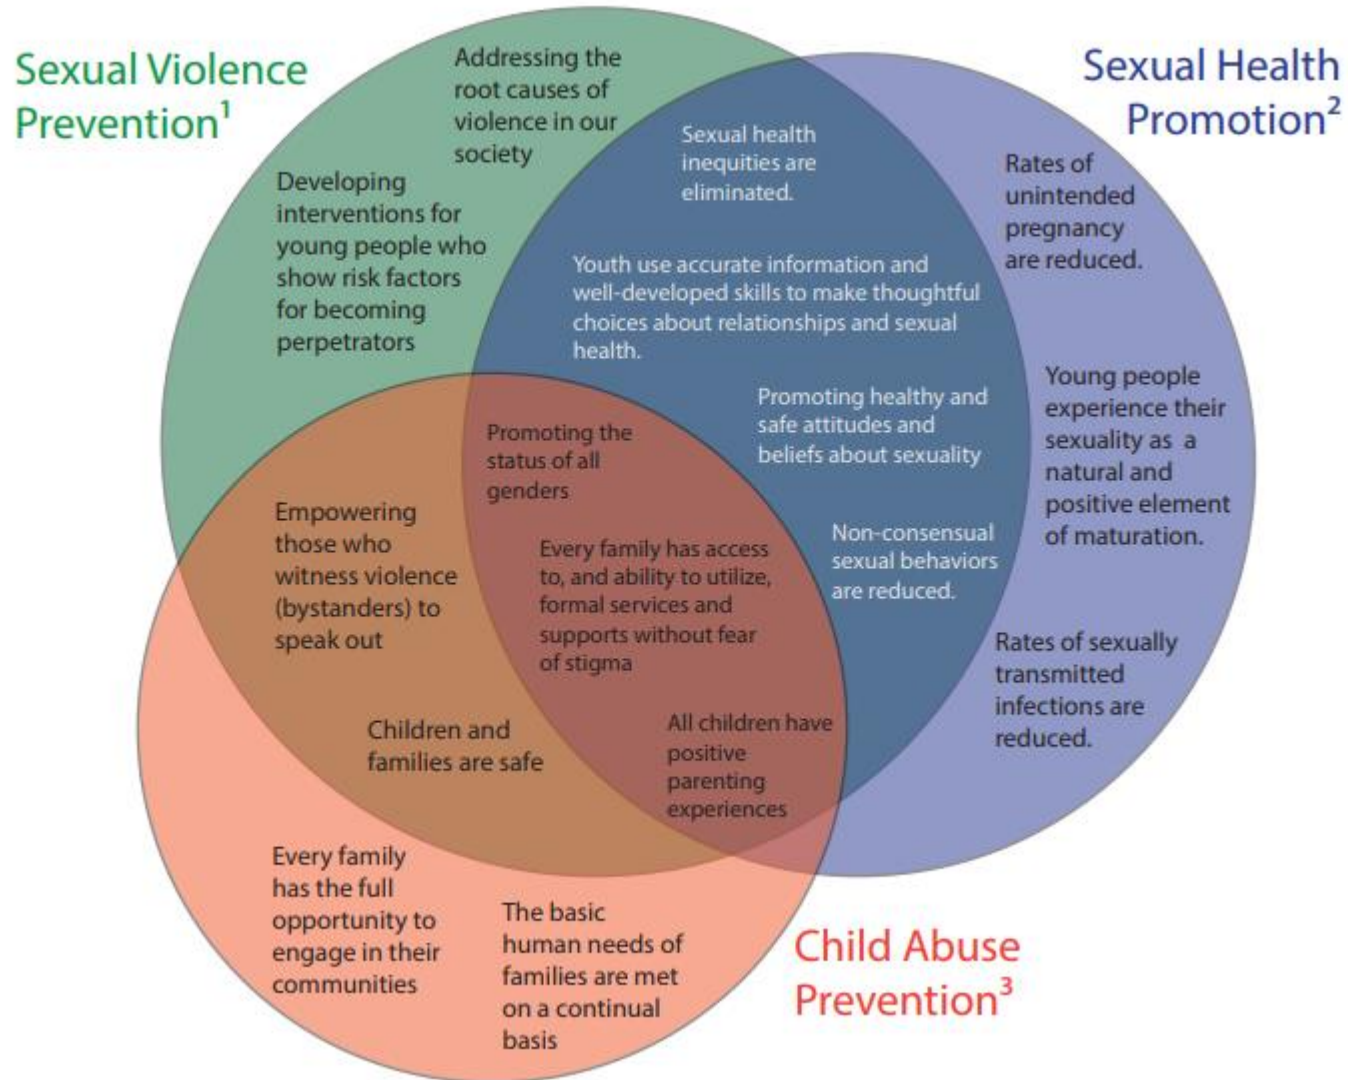 Sexual Violence
Prevention¹
Addressing the
root causes of
violence in our
society
Developing
interventions for
young people who
show risk factors
for becoming
perpetrators
Sexual Health
Promotion²
Sexual health
inequities are
eliminated.
Rates of
unintended
pregnancy
are reduced.
Youth use accurate information and
well-developed skills to make thoughtful
choices about relationships and sexual
health.
Promoting healthy and
safe attitudes and
beliefs about sexuality
Young people
experience their
sexuality as a
natural and
positive element
of maturation.
Promoting the
status of all
genders
Empowering
those who
witness violence
(bystanders) to
speak out
Every family has access
to, and ability to utilize,
formal services and
supports without fear
of stigma
Non-consensual
sexual behaviors
are reduced.
Rates of sexually
transmitted
infections are
reduced.
Children and
families are safe
All children have
positive
parenting
experiences
Every family
has the full
opportunity to
engage in their
communities
The basic
human needs of
families are met
on a continual
basis
Child Abuse
Prevention³